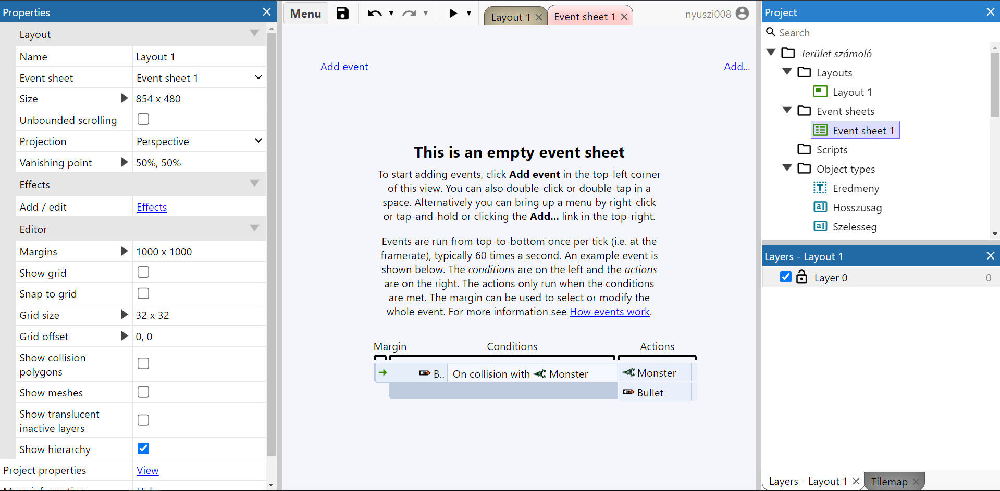 Properties
Layout
Name Layout 1
Event sheet Event sheet 1
Size 854 x 480
Unbounded scrolling
Projection Perspective
Vanishing point 50%, 50%
Effects
Add / edit Effects
Editor
Margins 1000 x 1000
Show grid
Snap to grid
Grid size 32 x 32
Grid offset 0, 0
Show collision
polygons
Show meshes
Show translucent
inactive layers
Show hierarchy
Project properties View
More information Help
Menu
Layout 1
Event sheet 1
nyuszi008
Add event
Add...
This is an empty event sheet
To start adding events, click Add event in the top-left corner
of this view. You can also double-click or double-tap in a
space. Alternatively you can bring up a menu by right-click
or tap-and-hold or clicking the Add... link in the top-right.
Events are run from top-to-bottom once per tick (i.e. at the
framerate), typically 60 times a second. An example event is
shown below. The conditions are on the left and the actions
are on the right. The actions only run when the conditions
are met. The margin can be used to select or modify the
whole event. For more information see How events work.
Margin Conditions Actions
B.. On collision with Monster Monster
Bullet
Project
Search
Terület számoló
Layouts
Layout 1
Event sheets
Event sheet 1
Scripts
Object types
Eredmeny
Hosszusag
Szelesseg
Layers - Layout 1
Layer 0 0
Layers - Layout 1 Tilemap